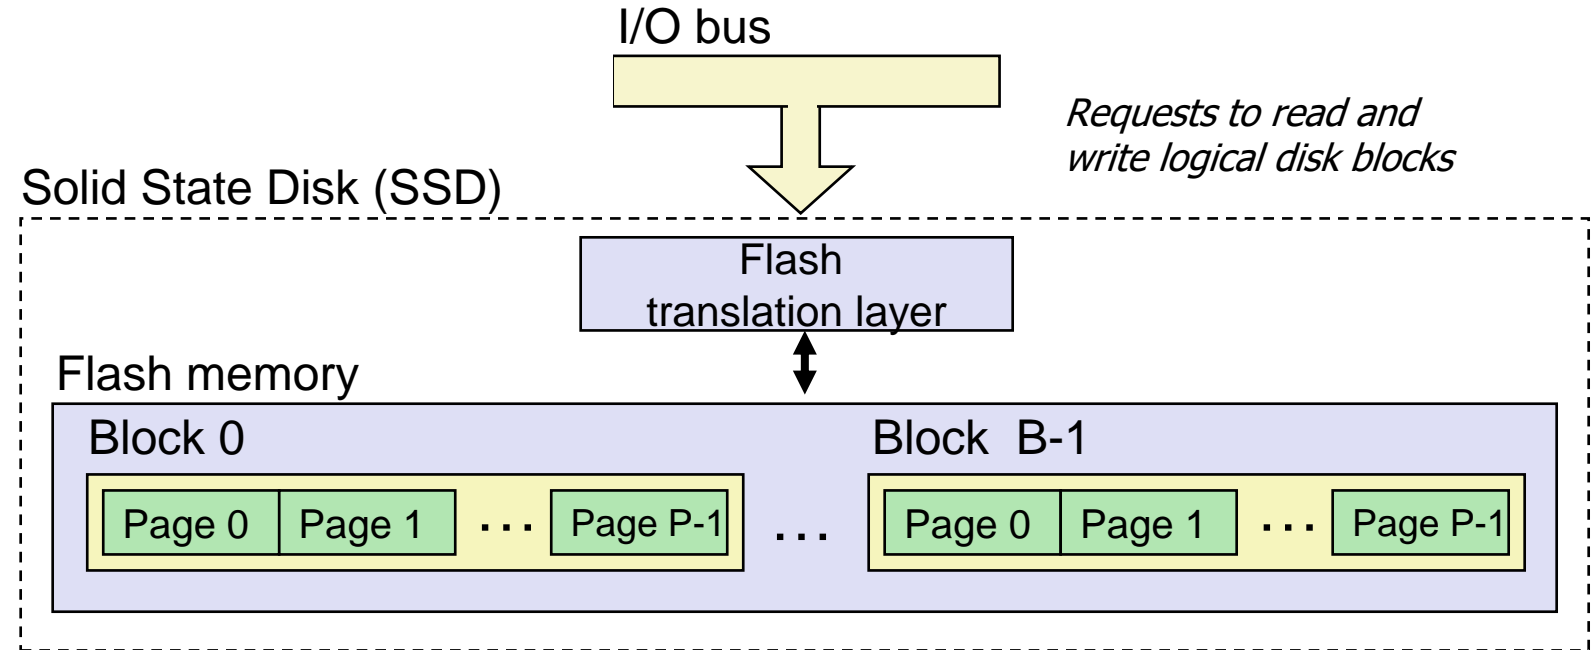 I/O bus
Requests to read and
write logical disk blocks
Solid State Disk (SSD)
Flash
translation layer
Flash memory
Block 0
Block B-1
Page 0 Page 1 ... Page P-1 ... Page 0 Page 1 ... Page P-1